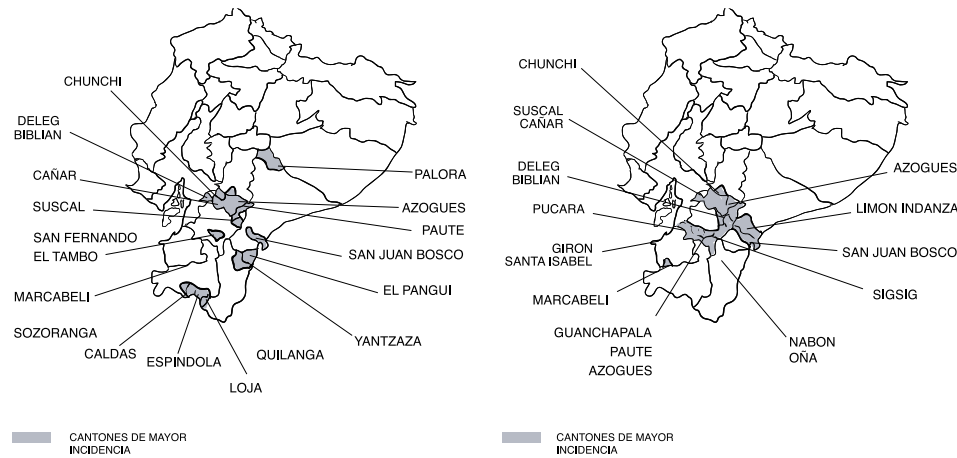 CHUNCHI
DELEG
BIBLIAN
CAÑAR
SUSCAL
SAN FERNANDO
EL TAMBO
MARCABELI
SOZORANGA
CALDAS
ESPINDOLA
LOJA
QUILANGA
YANTZAZA
EL PANGUI
SAN JUAN BOSCO
PAUTE
AZOGUES
PALORA
CANTONES DE MAYOR
INCIDENCIA
CHUNCHI
SUSCAL
CAÑAR
DELEG
BIBLIAN
PUCARA
GIRON
SANTA ISABEL
MARCABELI
GUANCHAPALA
PAUTE
AZOGUES
NABON
OÑA
SIGSIG
SAN JUAN BOSCO
LIMON INDANZA
AZOGUES
CANTONES DE MAYOR
INCIDENCIA